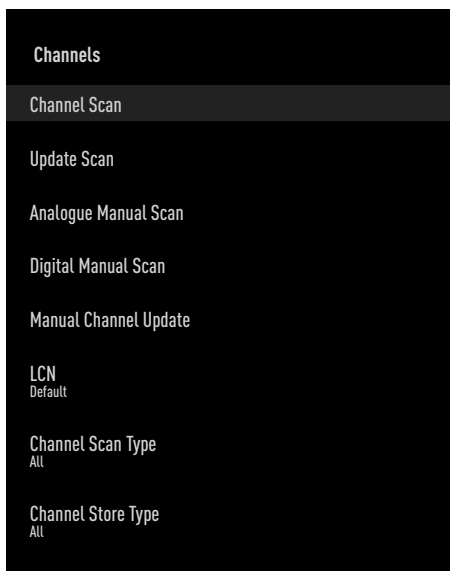 Channels
Channel Scan
Update Scan
Analogue Manual Scan
Digital Manual Scan
Manual Channel Update
LCN
Default
Channel Scan Type
All
Channel Store Type
All